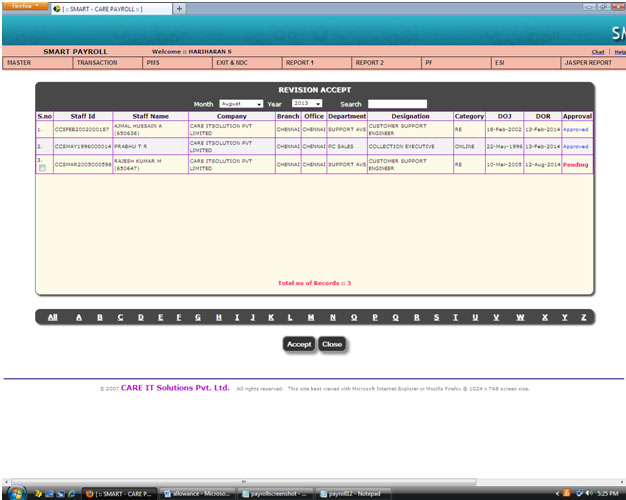 Firefox
[ :: SMART - CARE PAYROLL :: ]
+
SM
SMART PAYROLL Welcome :: HARIHARAN S Chat | Help
MASTER TRANSACTION PMS EXIT & NDC REPORT 1 REPORT 2 PF ESI JASPER REPORT
REVISION ACCEPT
Month August Year 2013 Search
S.no Staff Id Staff Name Company Branch Office Department Designation Category DOJ DOR Approval
1. CCSFEB2002000187 AJMAL HUSSAIN A (650636) CARE ITSOLUTION PVT LIMITED CHENNAI CHENNAI SUPPORT AVS CUSTOMER SUPPORT ENGINEER RE 18-Feb-2002 13-Feb-2014 Approved
2. CCSMAY1996000014 PRABHU T R CARE ITSOLUTION PVT LIMITED CHENNAI CHENNAI PC SALES COLLECTION EXECUTIVE ONLINE 22-May-1996 13-Feb-2014 Approved
3. CCSMAR2005000598 RAJESH KUMAR M (650647) CARE ITSOLUTION PVT LIMITED CHENNAI CHENNAI SUPPORT AVS CUSTOMER SUPPORT ENGINEER RE 10-Mar-2005 12-Aug-2014 Pending
Total no of Records :: 3
All A B C D E F G H I J K L M N O P Q R S T U V W X Y Z
Accept Close
© 2007 CARE IT Solutions Pvt. Ltd. All rights reserved. This site best viewed with Microsoft Internet Explorer or Mozilla Firefox @ 1024 x 768 screen size.
[ :: SMART - CARE P... allowance - Microso... payrollscreenshot - ... payroll02 - Notepad 5:25 PM